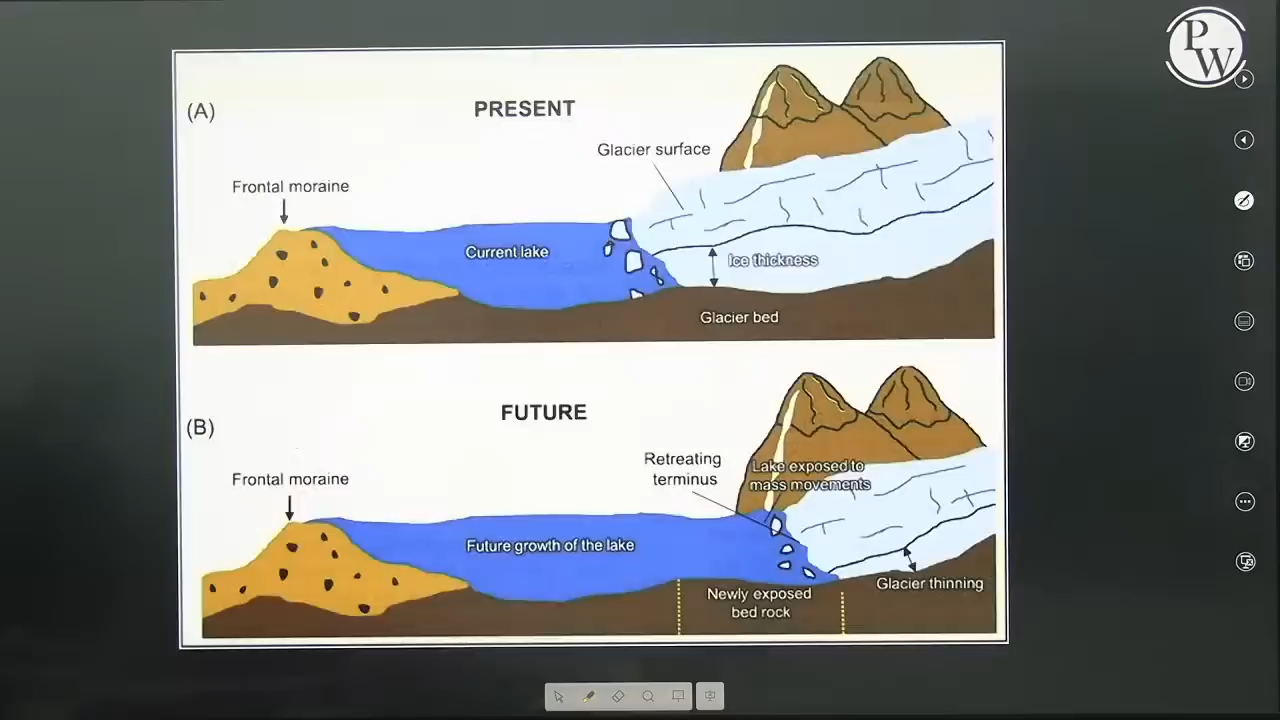 PW
(A)
PRESENT
Glacier surface
Frontal moraine
Current lake
Ice thickness
Glacier bed
(B)
FUTURE
Retreating
terminus
Lake exposed to
mass movements
Frontal moraine
Future growth of the lake
Glacier thinning
Newly exposed
bed rock